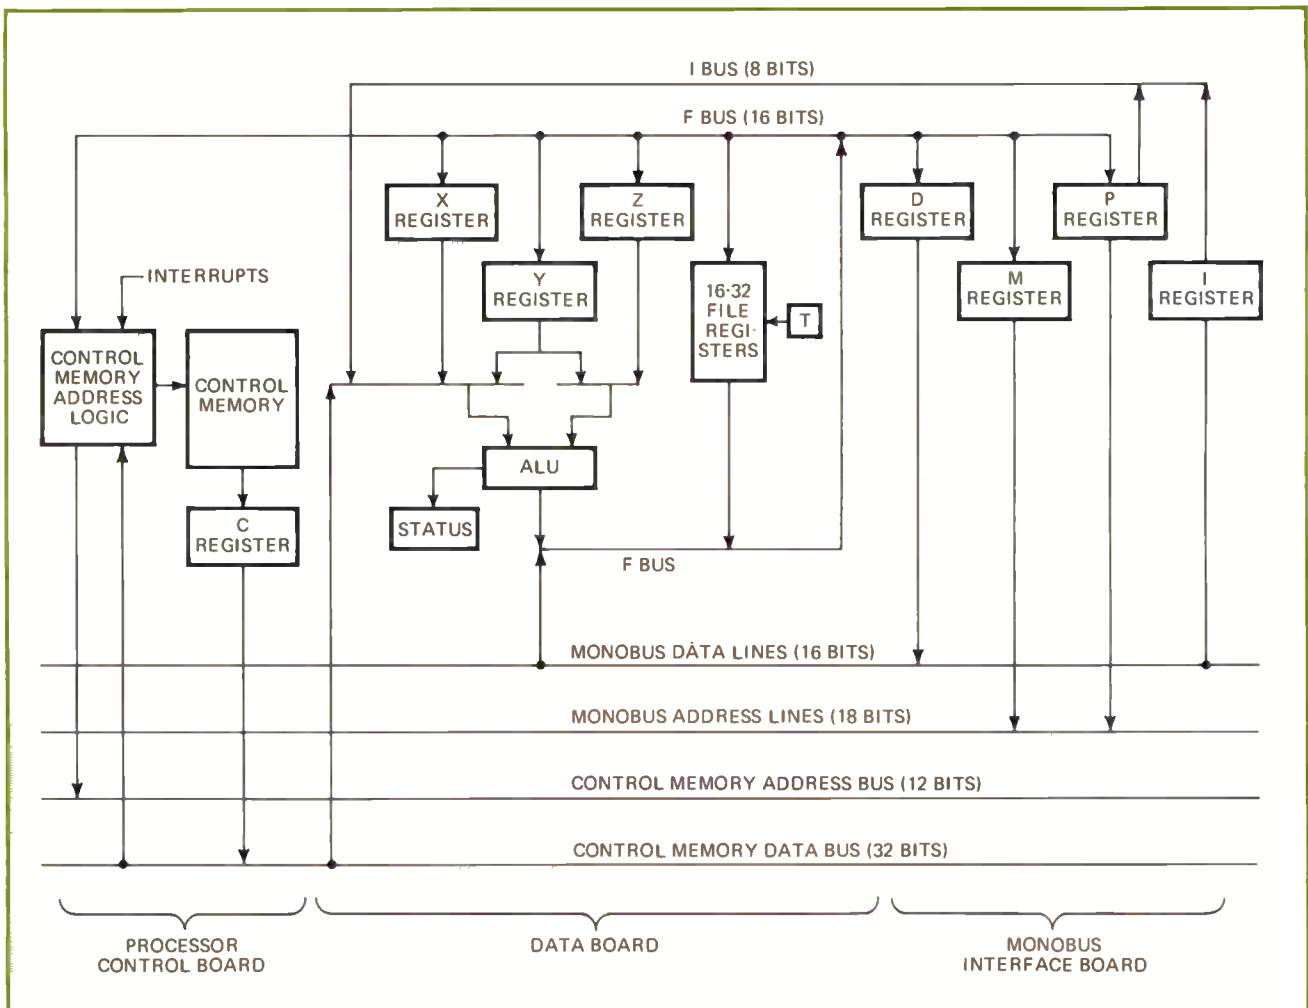 I BUS (8 BITS)
F BUS (16 BITS)
X
REGISTER
Z
REGISTER
D
REGISTER
P
REGISTER
INTERRUPTS
Y
REGISTER
16-32
FILE
REGI-
STERS
T
M
REGISTER
I
REGISTER
CONTROL
MEMORY
ADDRESS
LOGIC
CONTROL
MEMORY
ALU
C
REGISTER
STATUS
F BUS
MONOBUS DATA LINES (16 BITS)
MONOBUS ADDRESS LINES (18 BITS)
CONTROL MEMORY ADDRESS BUS (12 BITS)
CONTROL MEMORY DATA BUS (32 BITS)
PROCESSOR
CONTROL BOARD
DATA BOARD
MONOBUS
INTERFACE BOARD